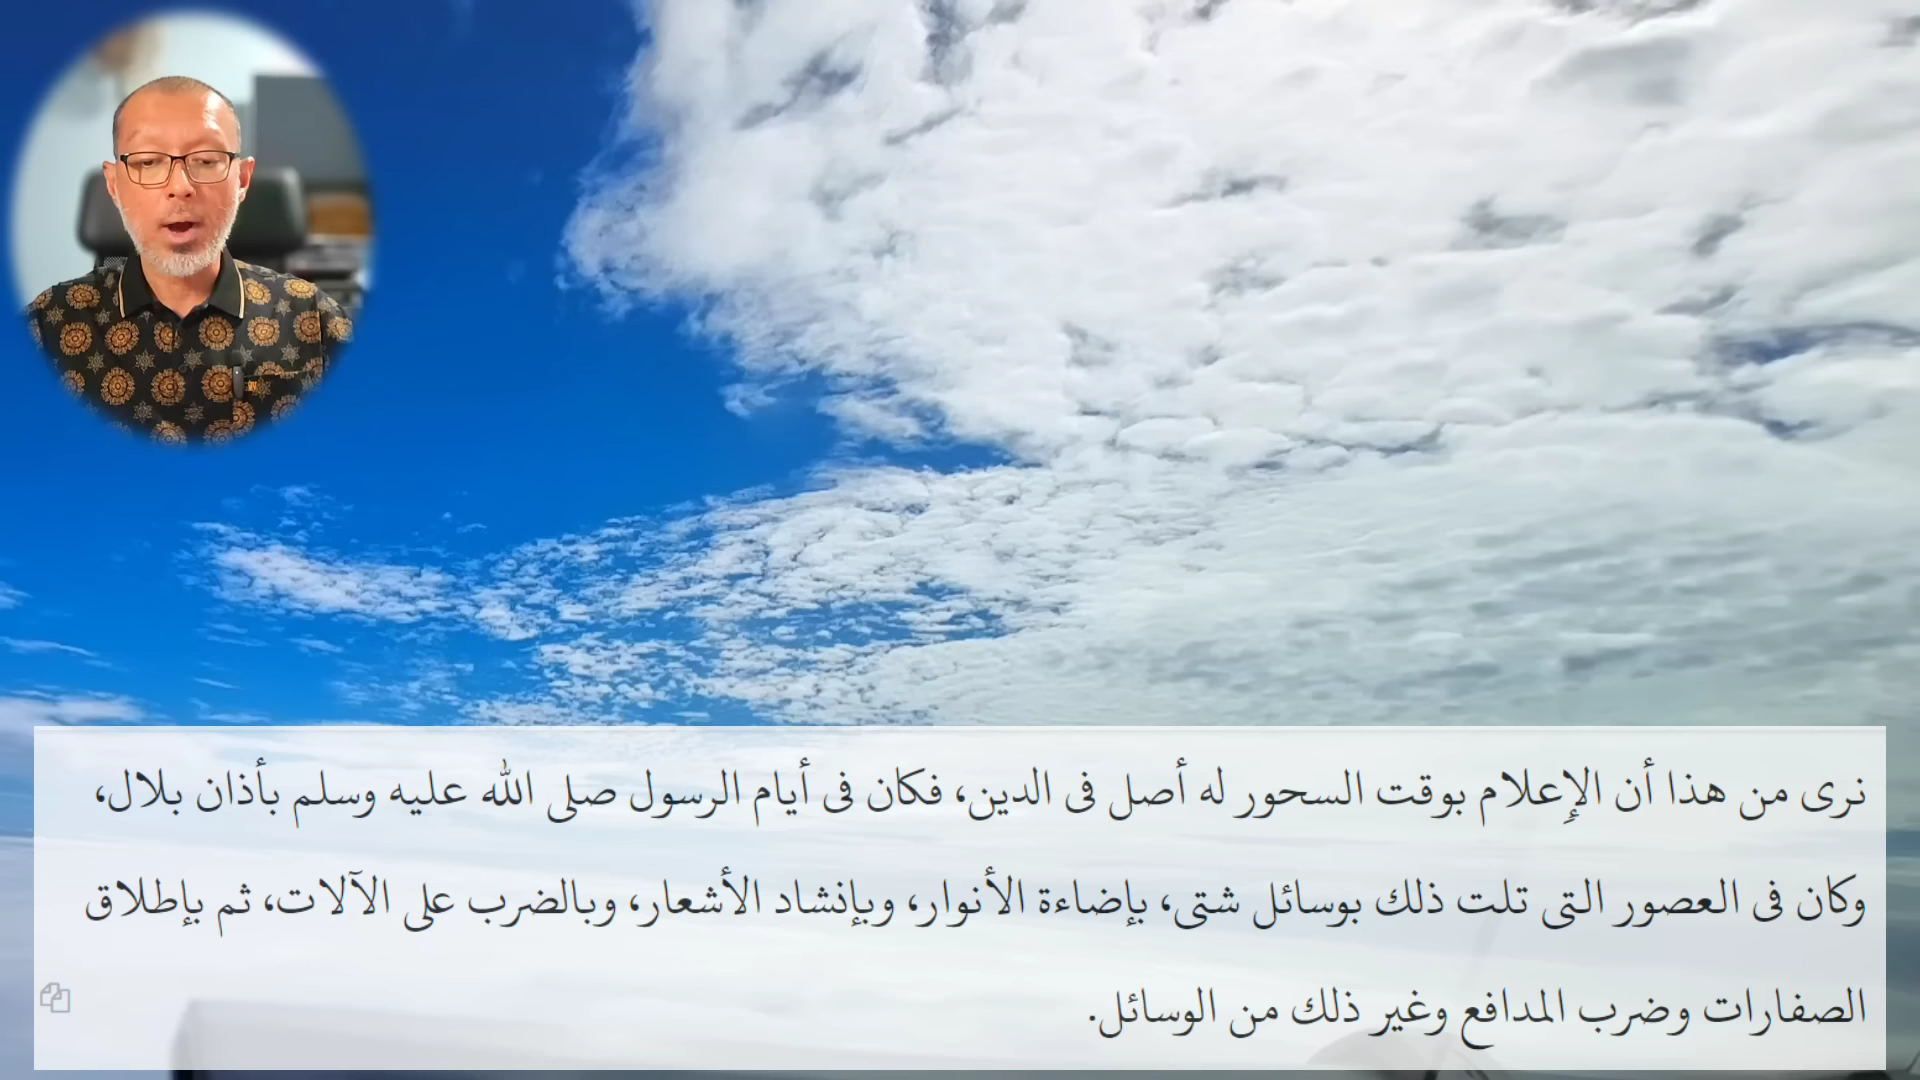 نرى من هذا أن الإعلام بوقت السحور له أصل فى الدين، فكان فى أيام الرسول صلى الله عليه وسلم بأذان بلال،
وكان فى العصور التى تلت ذلك بوسائل شتى، بإضاءة الأنوار، وبإنشاد الأشعار، وبالضرب على الآلات، ثم بإطلاق
الصفارات وضرب المدافع وغير ذلك من الوسائل.